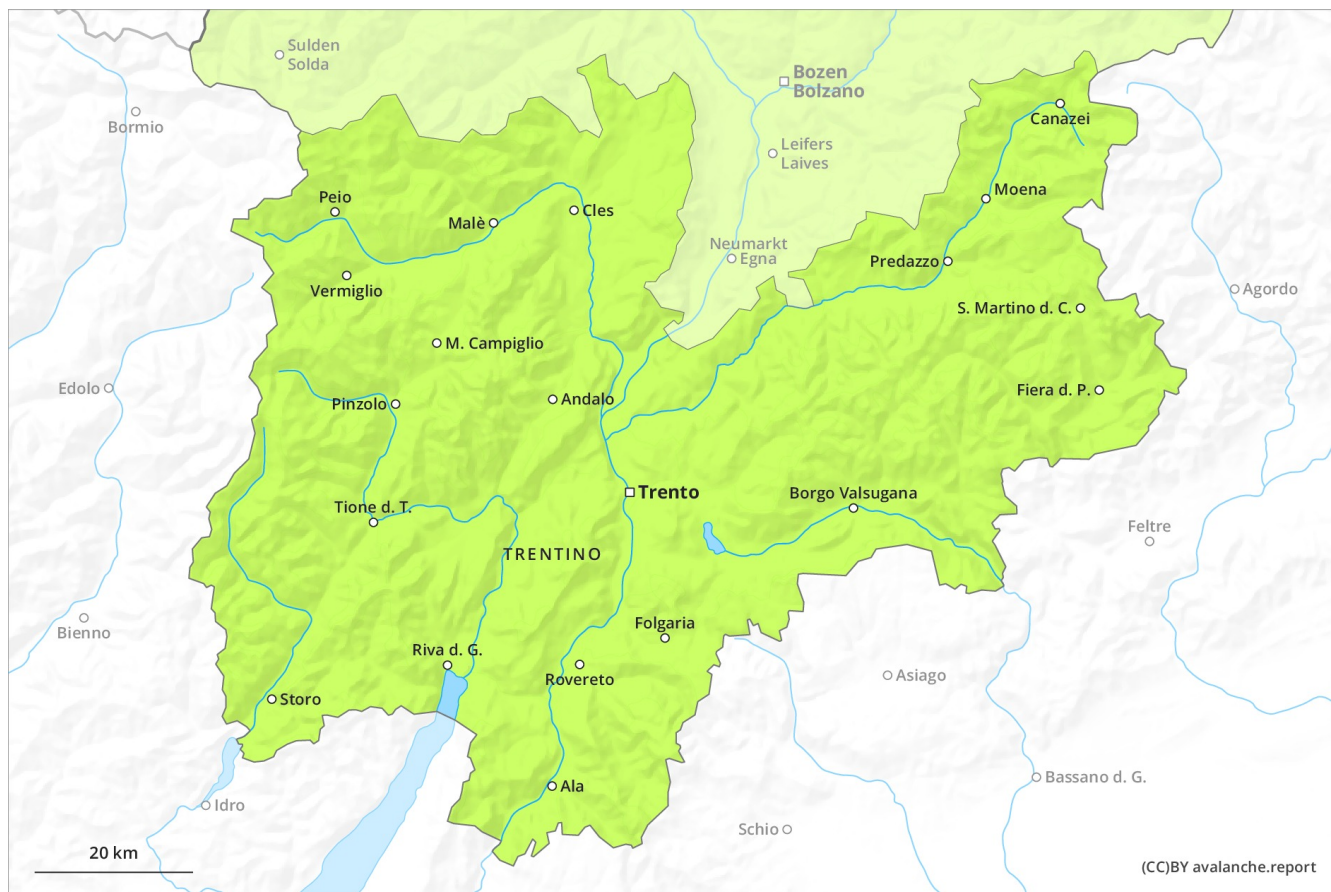 Sulden
Solda
Bozen
Bolzano
Bormio
Canazei
Leifers
Laives
Moena
Peio
Malè
Cles
Neumarkt
Egna
Predazzo
Vermiglio
Agordo
S. Martino d. C.
M. Campiglio
Edolo
Fiera d. P.
Andalo
Pinzolo
Trento
Borgo Valsugana
Tione d. T.
Feltre
TRENTINO
Bienno
Folgaria
Riva d. G.
Asiago
Rovereto
Storo
Bassano d. G.
Ala
Idro
Schio
20 km
(CC)BY avalanche.report